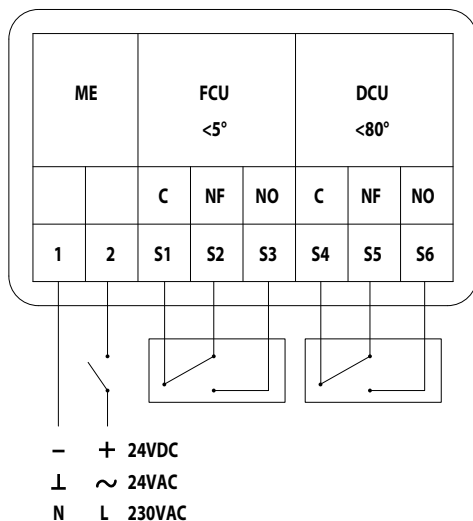 ME FCU DCU
<5° <80°
C NF NO C NF NO
1 2 S1 S2 S3 S4 S5 S6
− + 24VDC
⊥ ~ 24VAC
N L 230VAC